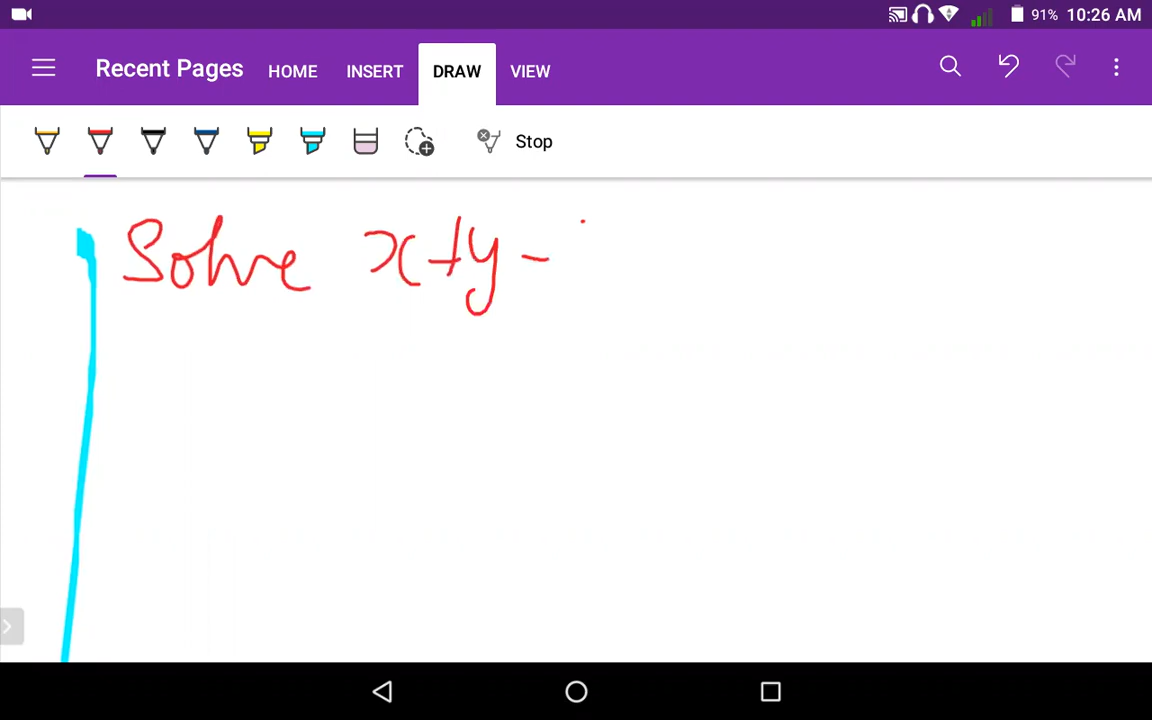 91% 10:26 AM
Recent Pages HOME INSERT DRAW VIEW
Stop
Solve x+y-